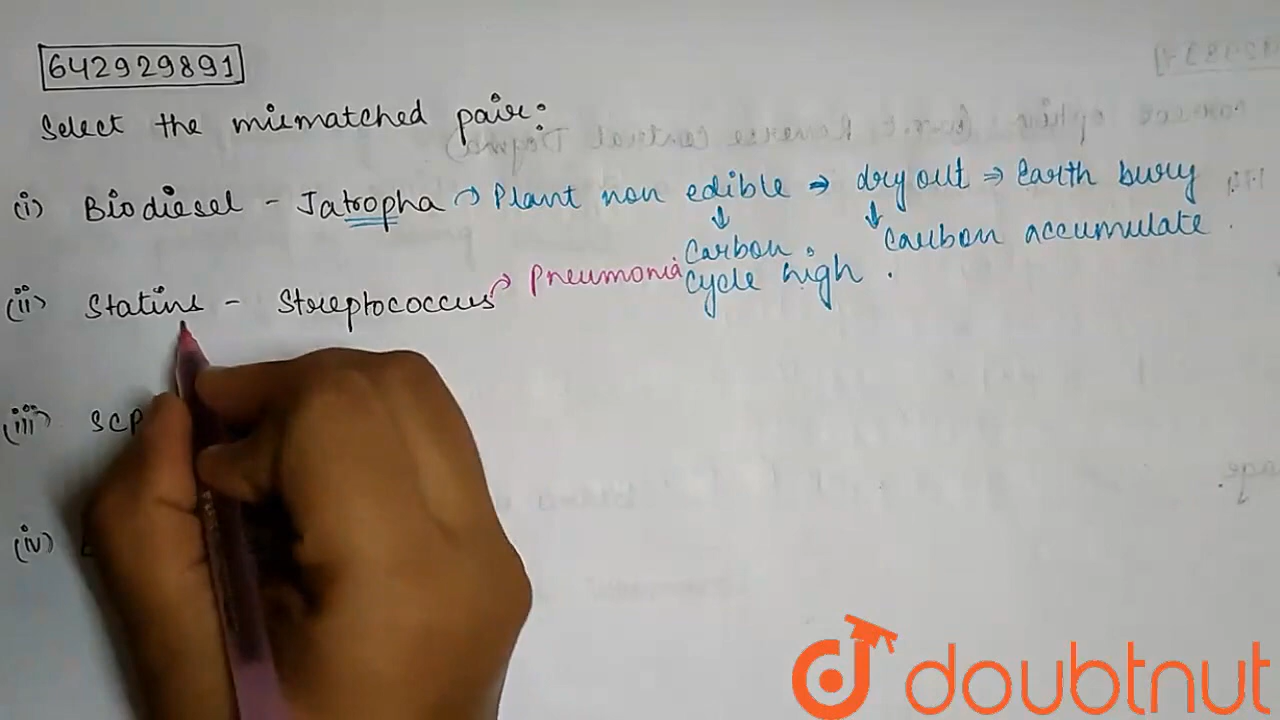 642929891
Select the mismatched pair:
(i) Biodiesel - Jatropha → Plant non edible ⇒ dry out ⇒ Earth bury
↓ Carbon cycle high.
↓ Carbon accumulate.
(ii) Statins - Streptococcus → Pneumonia
(iii) SCP
(iv)
doubtnut